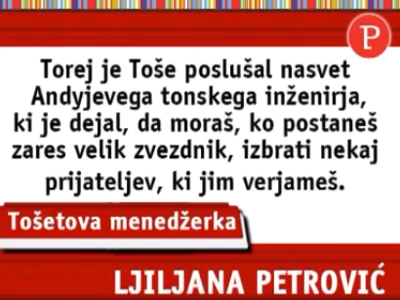 P
Torej je Toše poslušal nasvet
Andyjevega tonskega inženirja,
ki je dejal, da moraš, ko postaneš
zares velik zvezdnik, izbrati nekaj
prijateljev, ki jim verjameš.
Tošetova menedžerka
LJILJANA PETROVIĆ